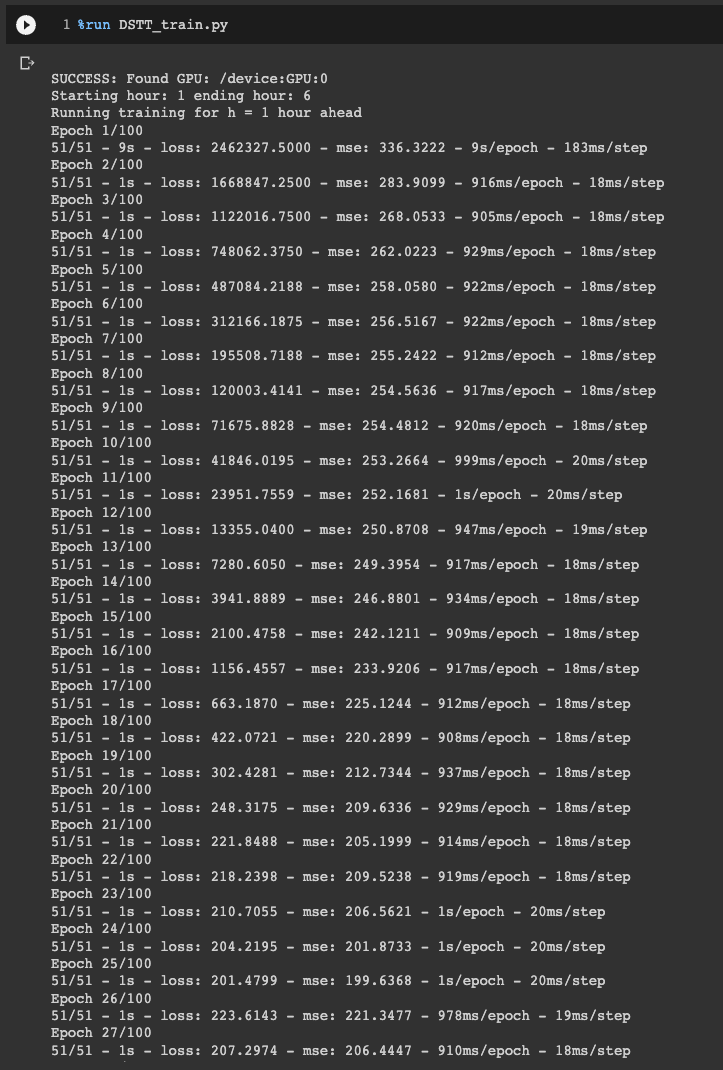 1 %run DSTT_train.py
SUCCESS: Found GPU: /device:GPU:0
Starting hour: 1 ending hour: 6
Running training for h = 1 hour ahead
Epoch 1/100
51/51 - 9s - loss: 2462327.5000 - mse: 336.3222 - 9s/epoch - 183ms/step
Epoch 2/100
51/51 - 1s - loss: 1668847.2500 - mse: 283.9099 - 916ms/epoch - 18ms/step
Epoch 3/100
51/51 - 1s - loss: 1122016.7500 - mse: 268.0533 - 905ms/epoch - 18ms/step
Epoch 4/100
51/51 - 1s - loss: 748062.3750 - mse: 262.0223 - 929ms/epoch - 18ms/step
Epoch 5/100
51/51 - 1s - loss: 487084.2188 - mse: 258.0580 - 922ms/epoch - 18ms/step
Epoch 6/100
51/51 - 1s - loss: 312166.1875 - mse: 256.5167 - 922ms/epoch - 18ms/step
Epoch 7/100
51/51 - 1s - loss: 195508.7188 - mse: 255.2422 - 912ms/epoch - 18ms/step
Epoch 8/100
51/51 - 1s - loss: 120003.4141 - mse: 254.5636 - 917ms/epoch - 18ms/step
Epoch 9/100
51/51 - 1s - loss: 71675.8828 - mse: 254.4812 - 920ms/epoch - 18ms/step
Epoch 10/100
51/51 - 1s - loss: 41846.0195 - mse: 253.2664 - 999ms/epoch - 20ms/step
Epoch 11/100
51/51 - 1s - loss: 23951.7559 - mse: 252.1681 - 1s/epoch - 20ms/step
Epoch 12/100
51/51 - 1s - loss: 13355.0400 - mse: 250.8708 - 947ms/epoch - 19ms/step
Epoch 13/100
51/51 - 1s - loss: 7280.6050 - mse: 249.3954 - 917ms/epoch - 18ms/step
Epoch 14/100
51/51 - 1s - loss: 3941.8889 - mse: 246.8801 - 934ms/epoch - 18ms/step
Epoch 15/100
51/51 - 1s - loss: 2100.4758 - mse: 242.1211 - 909ms/epoch - 18ms/step
Epoch 16/100
51/51 - 1s - loss: 1156.4557 - mse: 233.9206 - 917ms/epoch - 18ms/step
Epoch 17/100
51/51 - 1s - loss: 663.1870 - mse: 225.1244 - 912ms/epoch - 18ms/step
Epoch 18/100
51/51 - 1s - loss: 422.0721 - mse: 220.2899 - 908ms/epoch - 18ms/step
Epoch 19/100
51/51 - 1s - loss: 302.4281 - mse: 212.7344 - 937ms/epoch - 18ms/step
Epoch 20/100
51/51 - 1s - loss: 248.3175 - mse: 209.6336 - 929ms/epoch - 18ms/step
Epoch 21/100
51/51 - 1s - loss: 221.8488 - mse: 205.1999 - 914ms/epoch - 18ms/step
Epoch 22/100
51/51 - 1s - loss: 218.2398 - mse: 209.5238 - 919ms/epoch - 18ms/step
Epoch 23/100
51/51 - 1s - loss: 210.7055 - mse: 206.5621 - 1s/epoch - 20ms/step
Epoch 24/100
51/51 - 1s - loss: 204.2195 - mse: 201.8733 - 1s/epoch - 20ms/step
Epoch 25/100
51/51 - 1s - loss: 201.4799 - mse: 199.6368 - 1s/epoch - 20ms/step
Epoch 26/100
51/51 - 1s - loss: 223.6143 - mse: 221.3477 - 978ms/epoch - 19ms/step
Epoch 27/100
51/51 - 1s - loss: 207.2974 - mse: 206.4447 - 910ms/epoch - 18ms/step